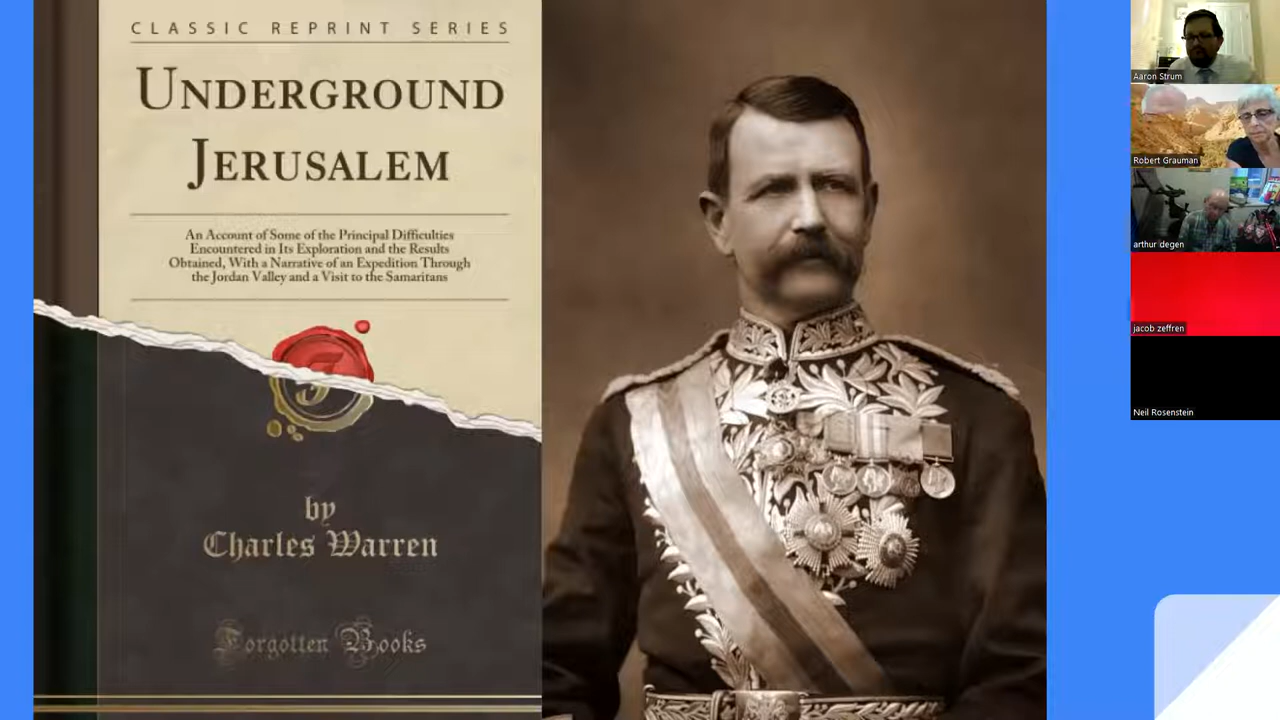 CLASSIC REPRINT SERIES
UNDERGROUND
JERUSALEM
An Account of Some of the Principal Difficulties
Encountered in Its Exploration and the Results
Obtained, With a Narrative of an Expedition Through
the Jordan Valley and a Visit to the Samaritans
by
Charles Warren
Forgotten Books
Aaron Strum
Robert Grauman
arthur degen
jacob zeffren
Neil Rosenstein